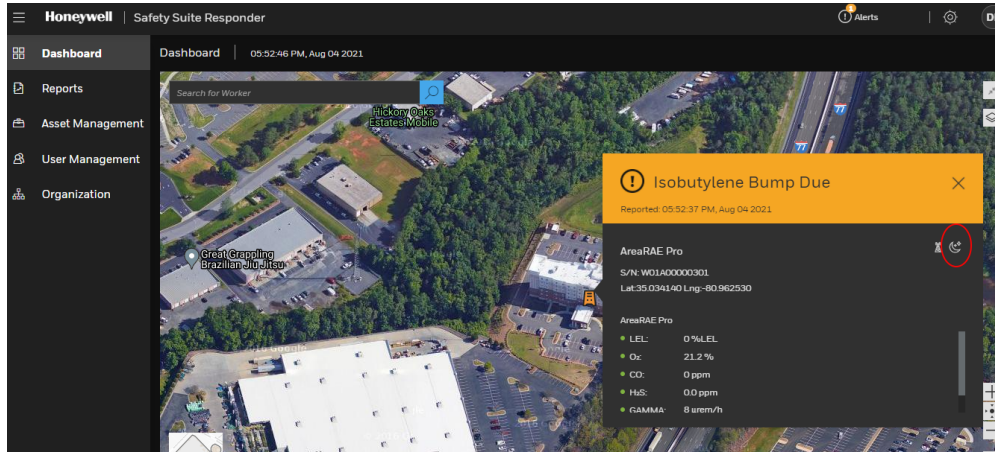 Honeywell | Safety Suite Responder
Alerts
Dashboard
Reports
Asset Management
User Management
Organization
Dashboard | 05:52:46 PM, Aug 04 2021
Search for Worker
Hickory Oaks
Estates Mobile
77
77
Great Grappling
Brazilian Jiu-Jitsu
Isobutylene Bump Due
Reported: 05:52:37 PM, Aug 04 2021
AreaRAE Pro
S/N: W01A00000301
Lat:35.034140 Lng:-80.962530
AreaRAE Pro
LEL: 0 %LEL
O₂: 21.2 %
CO: 0 ppm
H₂S: 0.0 ppm
GAMMA: 8 urem/h